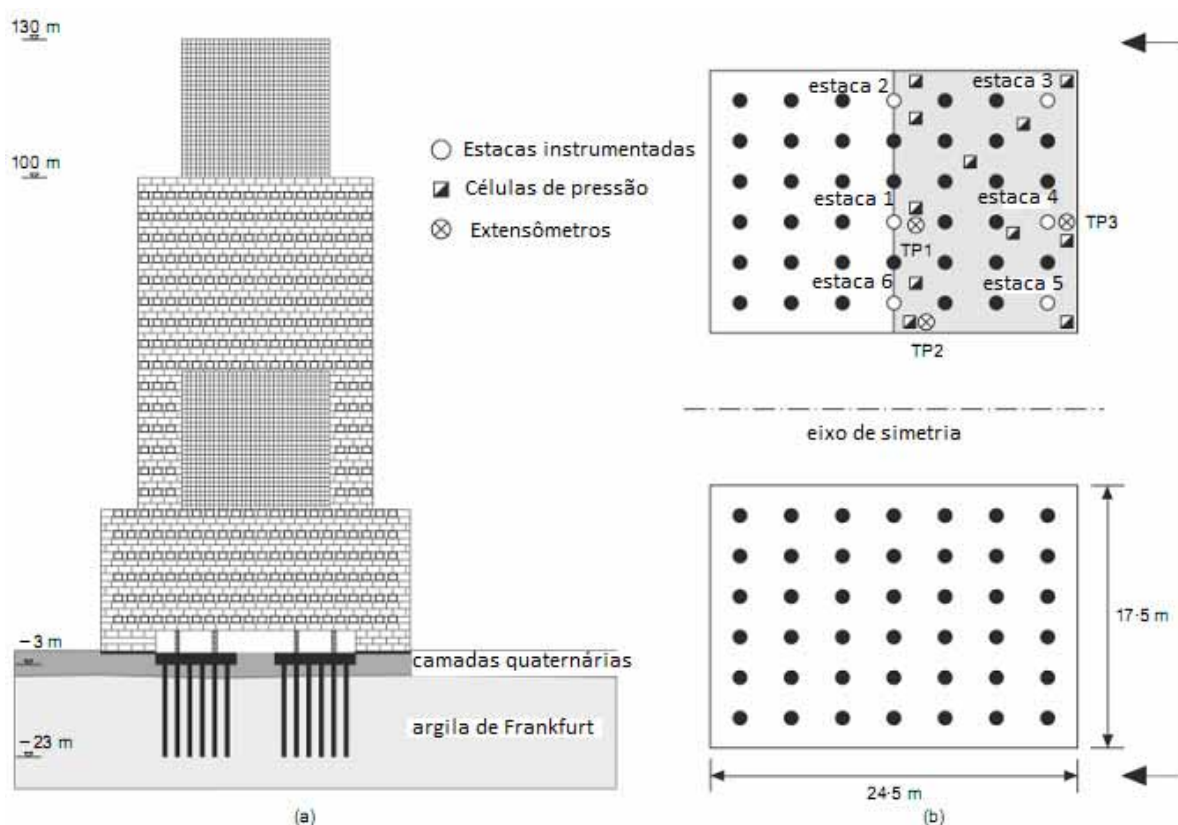 130 m
100 m
Estacas instrumentadas
Células de pressão
Extensômetros
−3 m
camadas quaternárias
argila de Frankfurt
−23 m
(a)
estaca 2
estaca 3
estaca 1
estaca 4
TP1
TP3
estaca 6
estaca 5
TP2
eixo de simetria
17·5 m
24·5 m
(b)